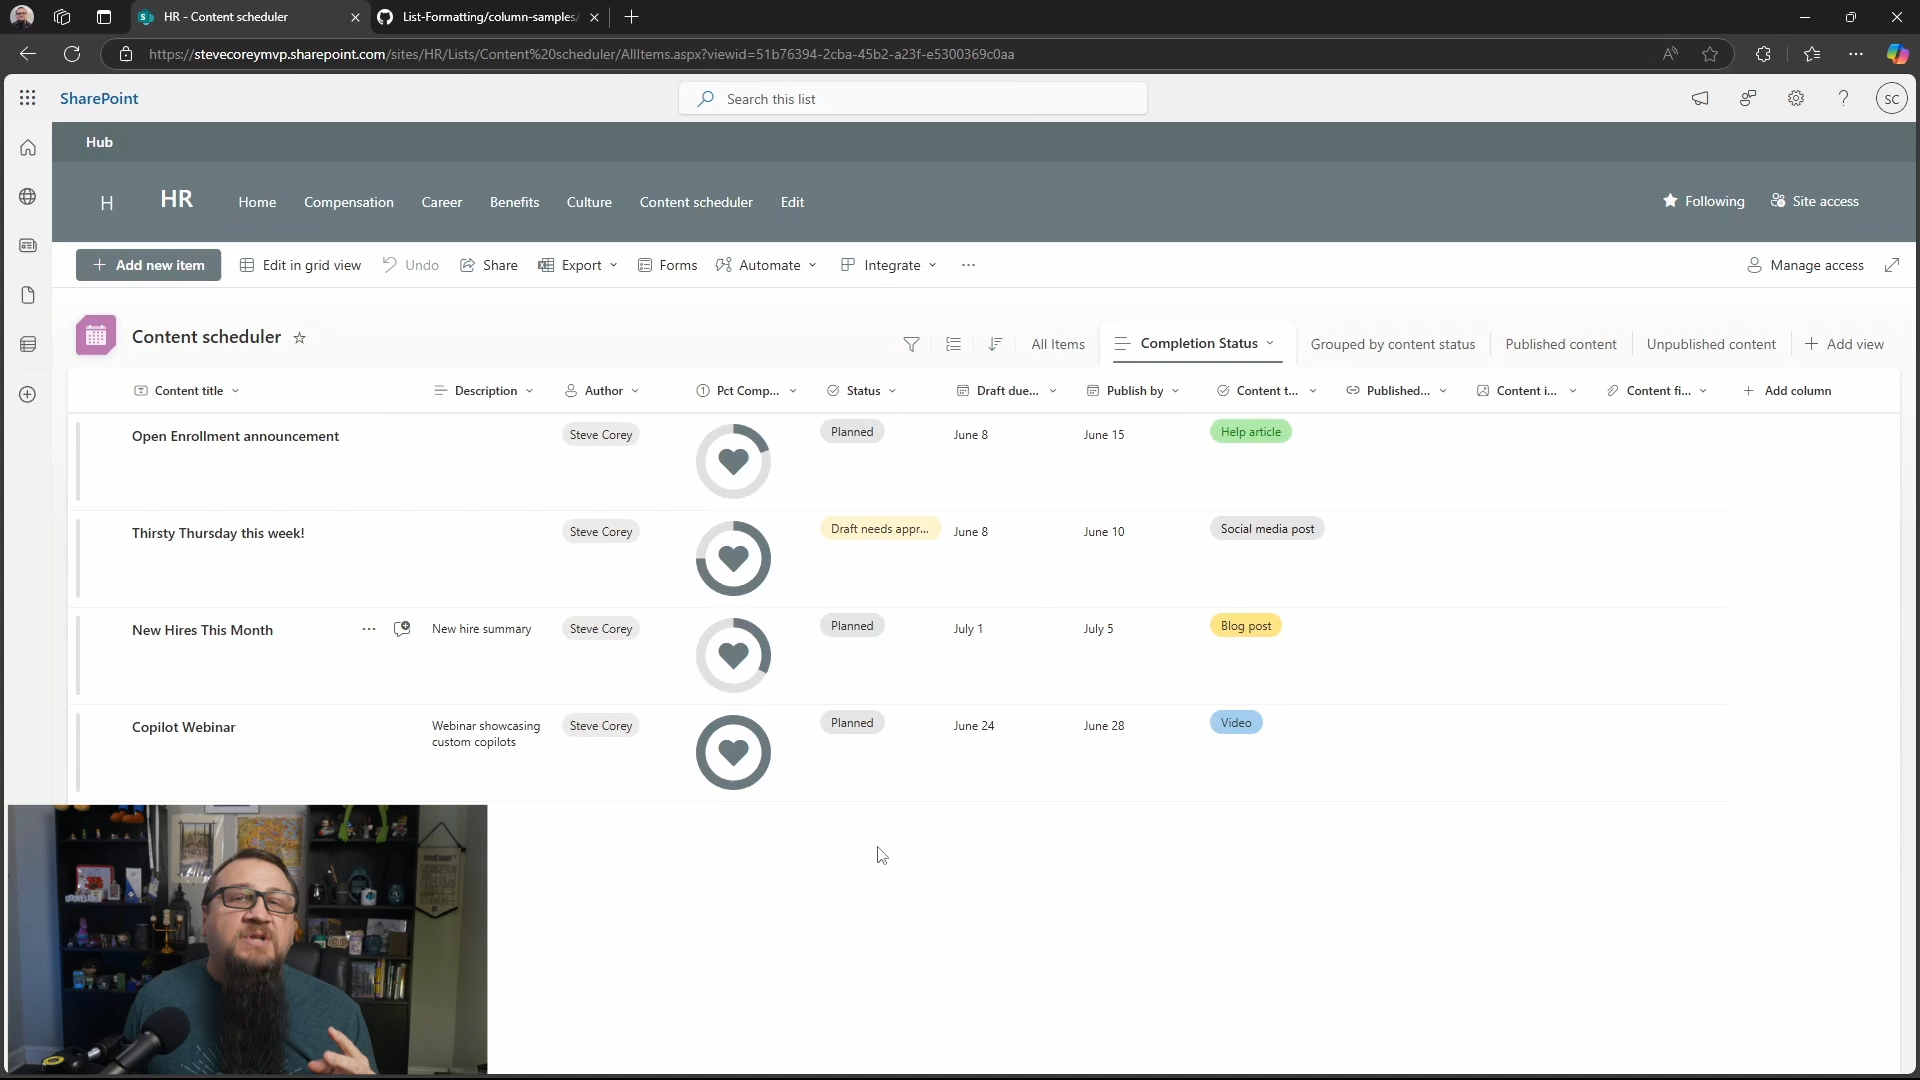 HR - Content scheduler
List-Formatting/column-samples/
https://stevecoreymvp.sharepoint.com/sites/HR/Lists/Content%20scheduler/AllItems.aspx?viewid=51b76394-2cba-45b2-a23f-e5300369c0aa
SharePoint
Search this list
SC
Hub
H
HR
Home
Compensation
Career
Benefits
Culture
Content scheduler
Edit
Following
Site access
Add new item
Edit in grid view
Undo
Share
Export
Forms
Automate
Integrate
Manage access
Content scheduler
All Items
Completion Status
Grouped by content status
Published content
Unpublished content
Add view
Content title
Description
Author
Pct Comp...
Status
Draft due...
Publish by
Content t...
Published...
Content i...
Content fi...
Add column
Open Enrollment announcement
Steve Corey
Planned
June 8
June 15
Help article
Thirsty Thursday this week!
Steve Corey
Draft needs appr...
June 8
June 10
Social media post
New Hires This Month
New hire summary
Steve Corey
Planned
July 1
July 5
Blog post
Copilot Webinar
Webinar showcasing
custom copilots
Steve Corey
Planned
June 24
June 28
Video